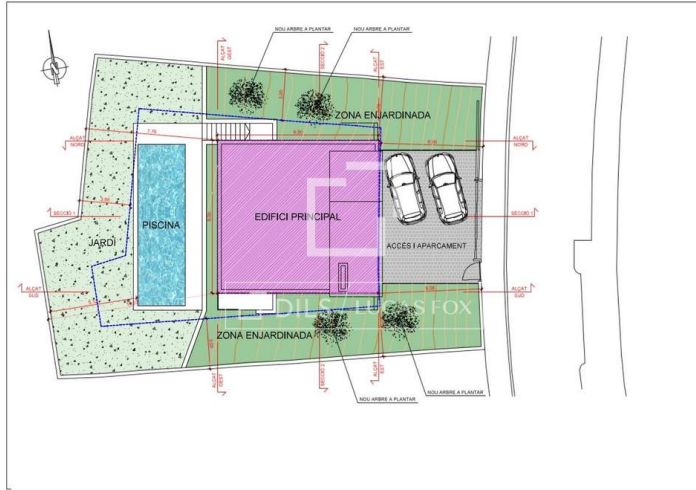 NOU ARBRE A PLANTAR
NOU ARBRE A PLANTAR
ALÇAT
OEST
SECCIÓ 2
ALÇAT
EST
ZONA ENJARDINADA
ALÇAT
NORD
ALÇAT
NORD
SECCIÓ 1
PISCINA
EDIFICI PRINCIPAL
SECCIÓ 1
JARDÍ
ACCÉS I APARCAMENT
ALÇAT
SUD
ALÇAT
SUD
LUCAS FOX
ZONA ENJARDINADA
ALÇAT
OEST
SECCIÓ 2
ALÇAT
EST
NOU ARBRE A PLANTAR
NOU ARBRE A PLANTAR